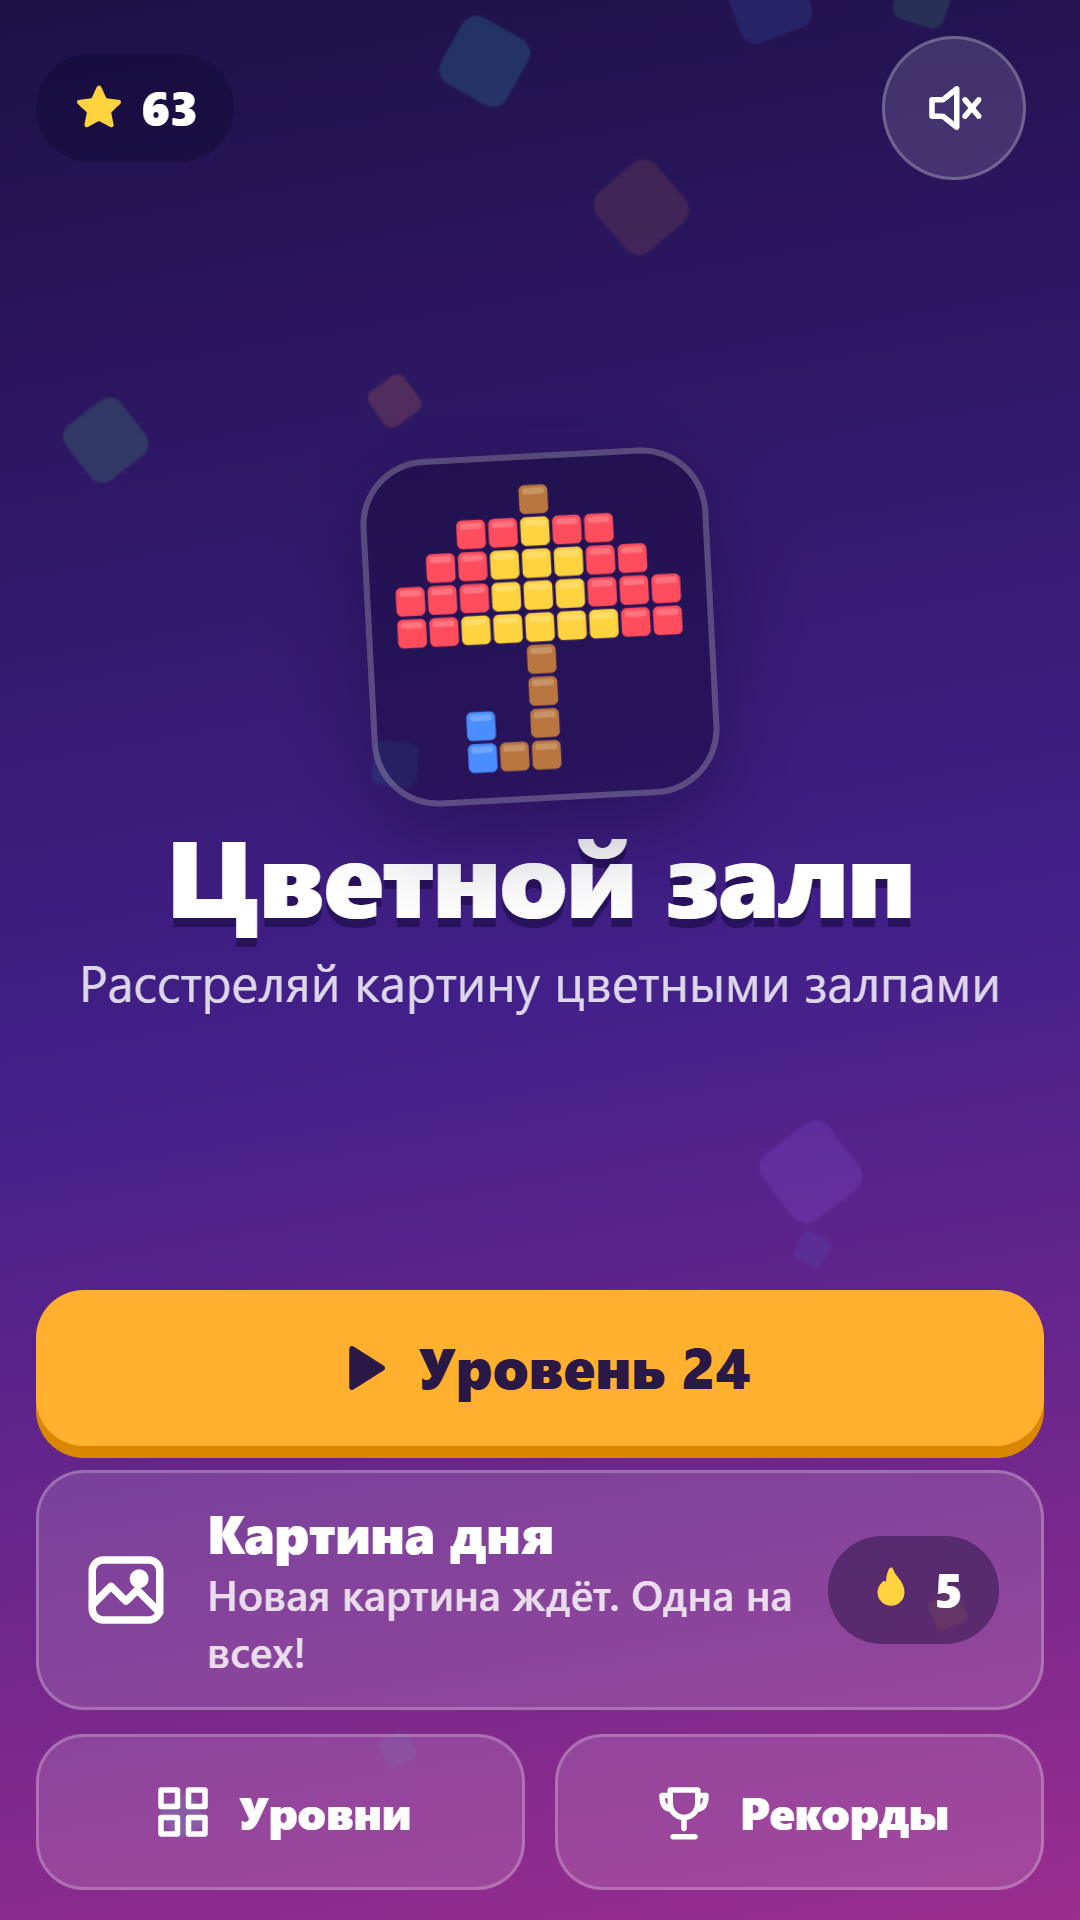 63
Цветной залп
Расстреляй картину цветными залпами
Уровень 24
Картина дня
Новая картина ждёт. Одна на
всех!
5
Уровни
Рекорды